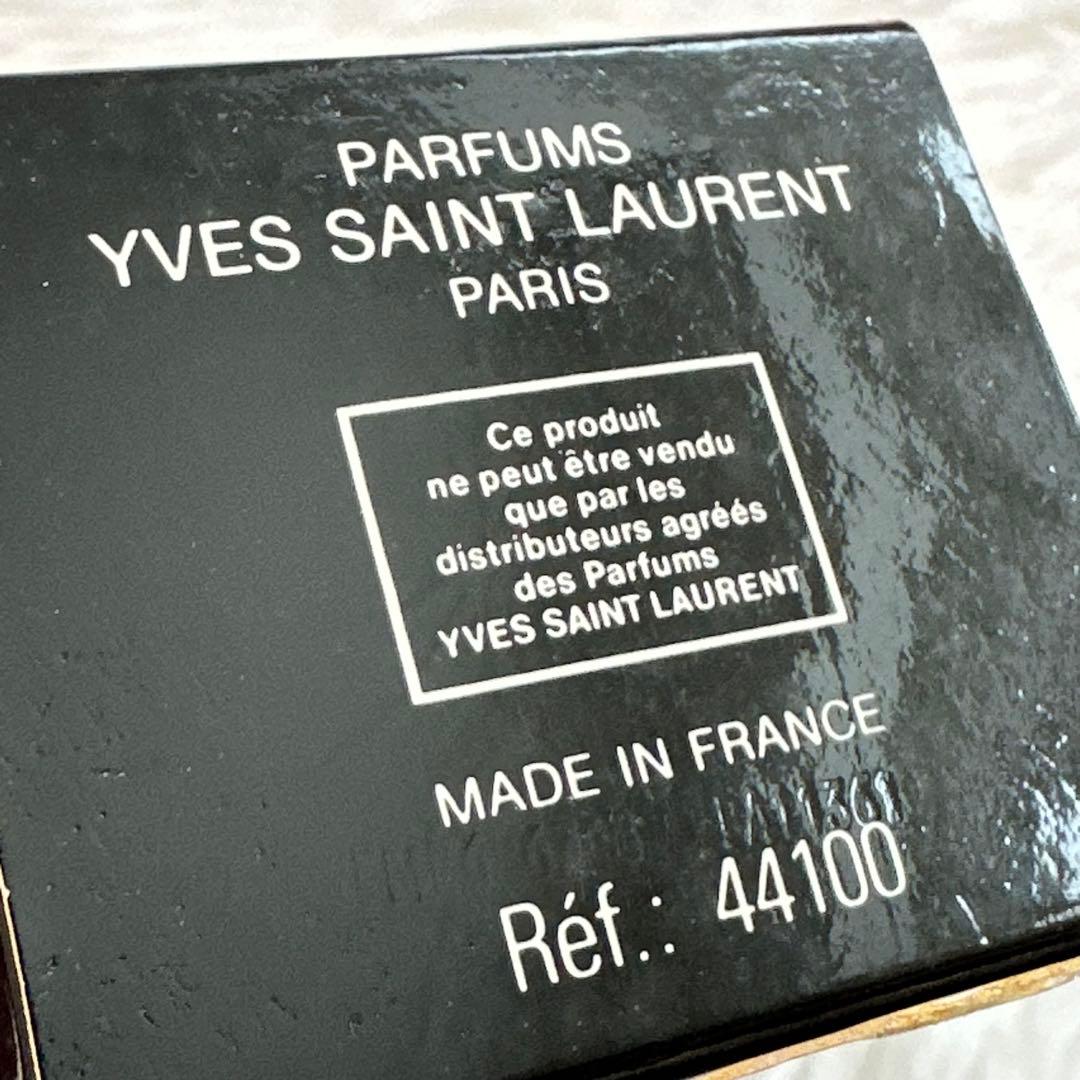 PARFUMS
YVES SAINT LAURENT
PARIS
Ce produit
ne peut être vendu
que par les
distributeurs agréés
des Parfums
YVES SAINT LAURENT
MADE IN FRANCE
Réf.: 44100